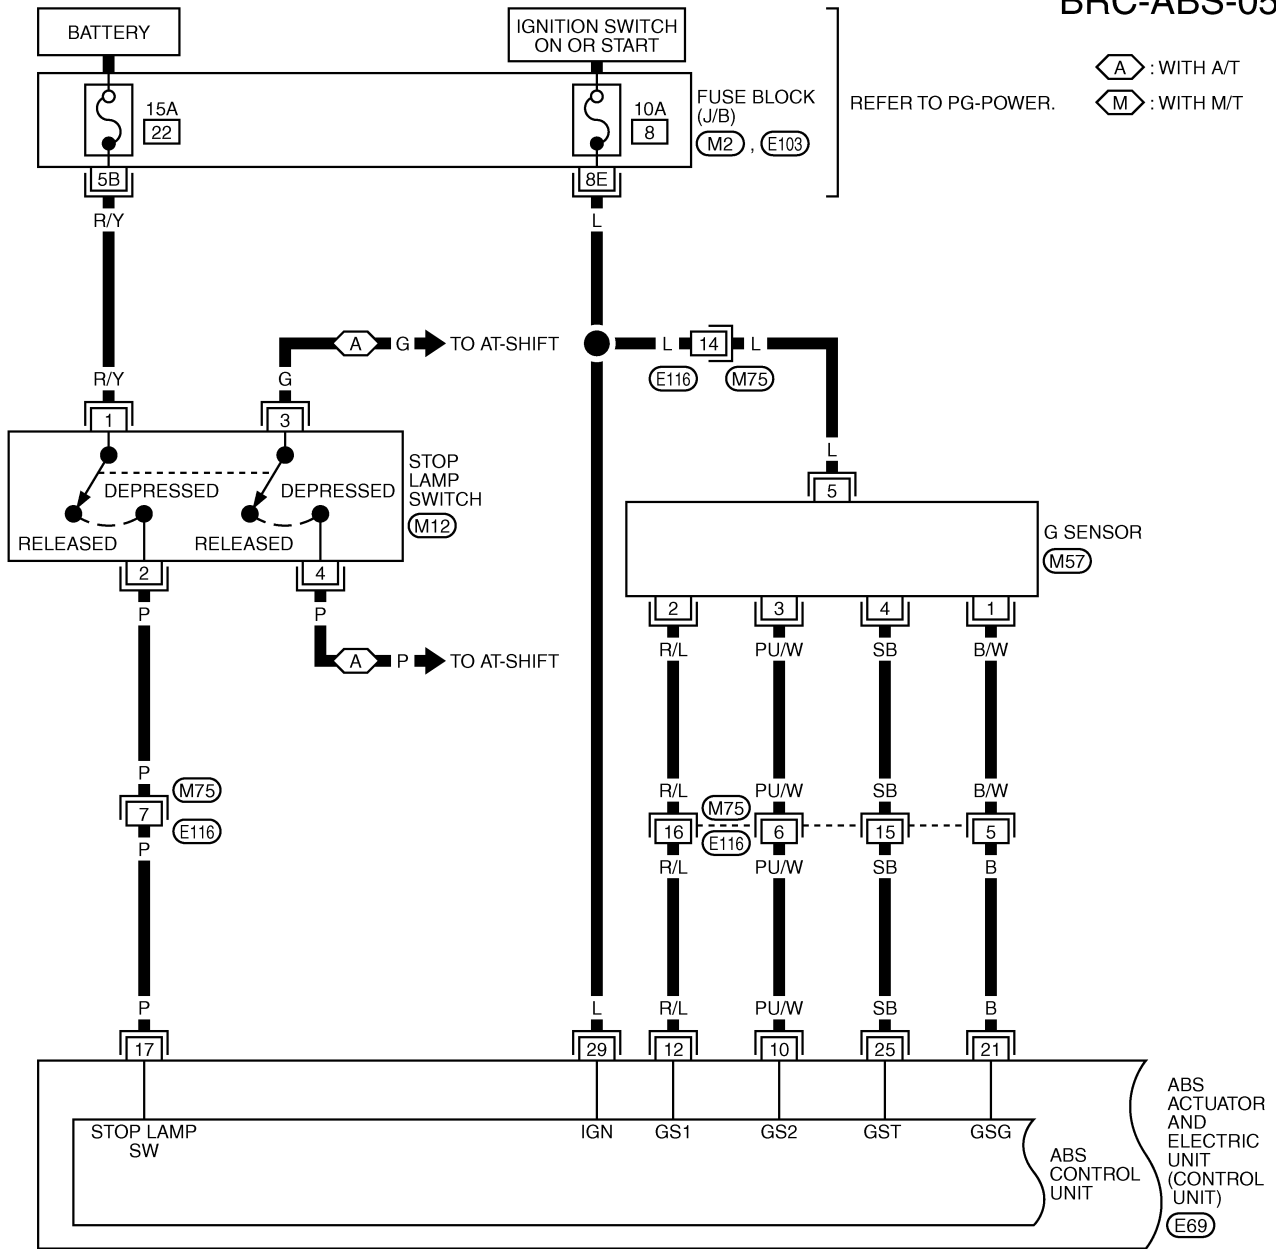 BRC-ABS-05
BATTERY
IGNITION SWITCH
ON OR START
A : WITH A/T
M : WITH M/T
15A
22
10A
8
FUSE BLOCK
(J/B)
M2 , E103
REFER TO PG-POWER.
5B
8E
R/Y
L
A G TO AT-SHIFT
L 14 L
E116 M75
R/Y
G
1
3
L
5
STOP
LAMP
SWITCH
M12
DEPRESSED
DEPRESSED
RELEASED
RELEASED
G SENSOR
M57
2
4
2
3
4
1
P
P
R/L
PU/W
SB
B/W
A P TO AT-SHIFT
P
M75
7
E116
P
R/L
PU/W
SB
B/W
M75
16
6
15
5
E116
R/L
PU/W
SB
B
P
L
R/L
PU/W
SB
B
17
29
12
10
25
21
STOP LAMP
SW
IGN
GS1
GS2
GST
GSG
ABS
CONTROL
UNIT
ABS
ACTUATOR
AND
ELECTRIC
UNIT
(CONTROL
UNIT)
E69